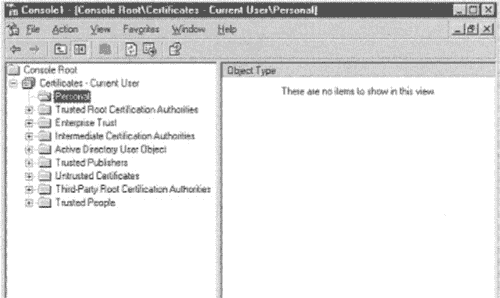 Console1 - [Console Root\Certificates - Current User\Personal]
File Action View Favorites Window Help
Console Root
Certificates - Current User
Personal
Trusted Root Certification Authorities
Enterprise Trust
Intermediate Certification Authorities
Active Directory User Object
Trusted Publishers
Untrusted Certificates
Third-Party Root Certification Authorities
Trusted People
Object Type
There are no items to show in this view